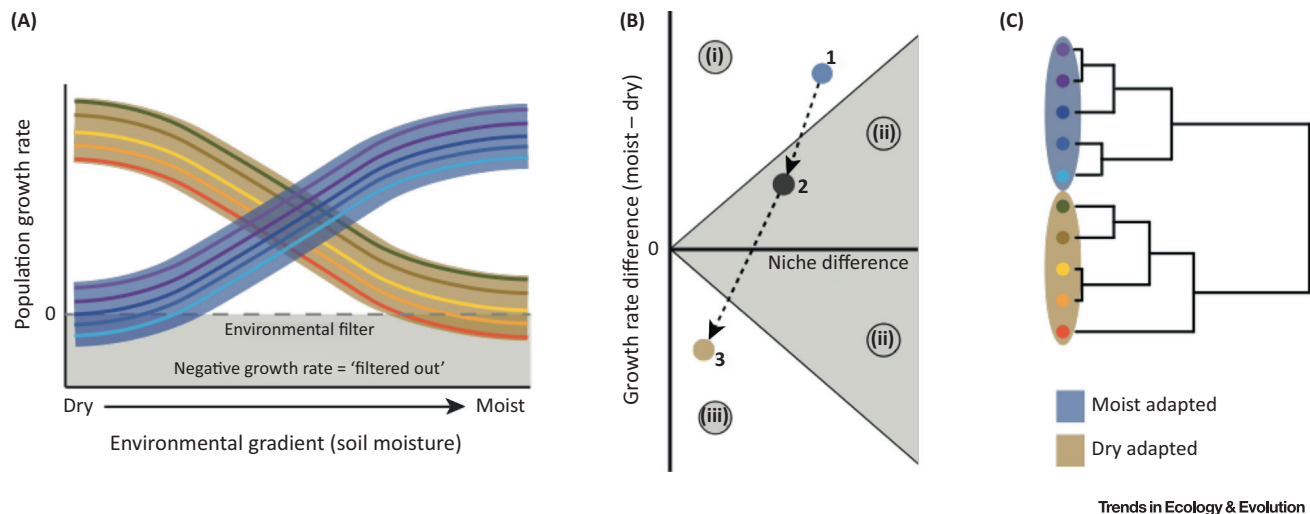 (A)
Population growth rate
0
Environmental filter
Negative growth rate = ‘filtered out’
Dry
Moist
Environmental gradient (soil moisture)
(B)
Growth rate difference (moist – dry)
(i)
1
(ii)
2
0
Niche difference
(ii)
3
(iii)
(C)
Moist adapted
Dry adapted
Trends in Ecology & Evolution